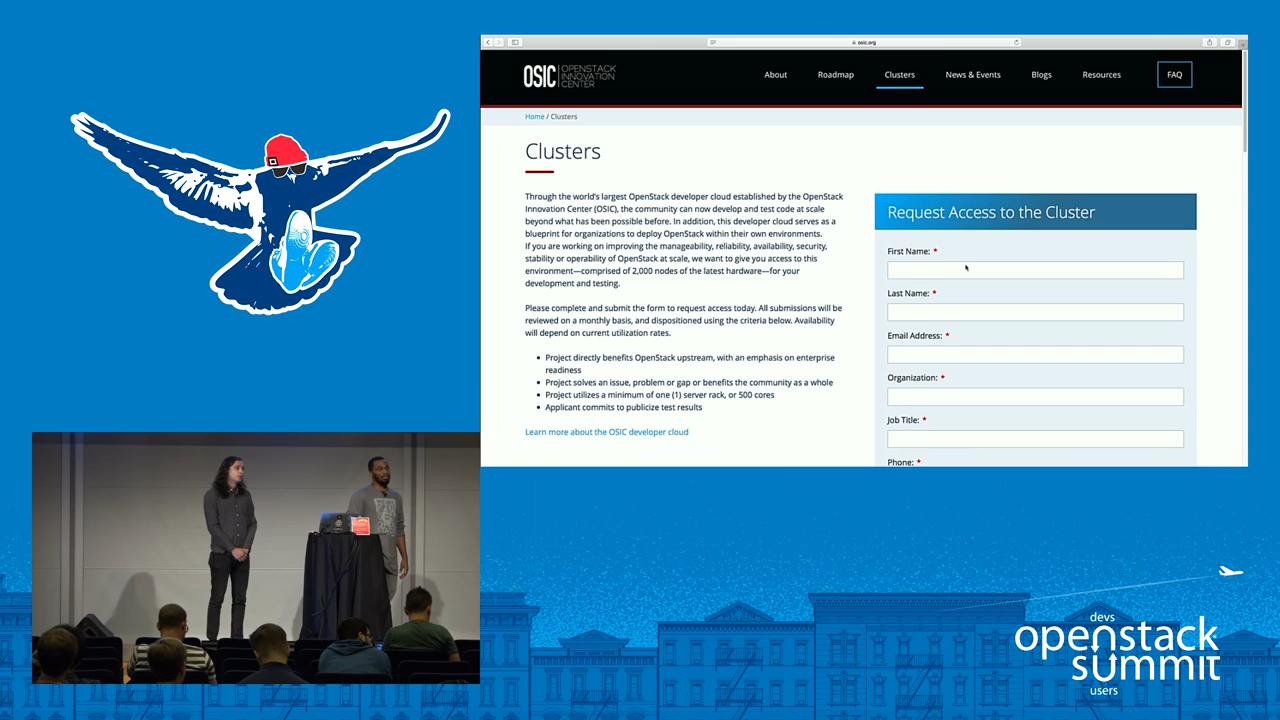 osic.org
OSIC OPENSTACK
INNOVATION
CENTER
About
Roadmap
Clusters
News & Events
Blogs
Resources
FAQ
Home / Clusters
Clusters
Through the world's largest OpenStack developer cloud established by the OpenStack
Innovation Center (OSIC), the community can now develop and test code at scale
beyond what has been possible before. In addition, this developer cloud serves as a
blueprint for organizations to deploy OpenStack within their own environments.
If you are working on improving the manageability, reliability, availability, security,
stability or operability of OpenStack at scale, we want to give you access to this
environment—comprised of 2,000 nodes of the latest hardware—for your
development and testing.
Please complete and submit the form to request access today. All submissions will be
reviewed on a monthly basis, and dispositioned using the criteria below. Availability
will depend on current utilization rates.
• Project directly benefits OpenStack upstream, with an emphasis on enterprise
readiness
• Project solves an issue, problem or gap or benefits the community as a whole
• Project utilizes a minimum of one (1) server rack, or 500 cores
• Applicant commits to publicize test results
Learn more about the OSIC developer cloud
Request Access to the Cluster
First Name: *
Last Name: *
Email Address: *
Organization: *
Job Title: *
Phone: *
devs
openstack
summit
users